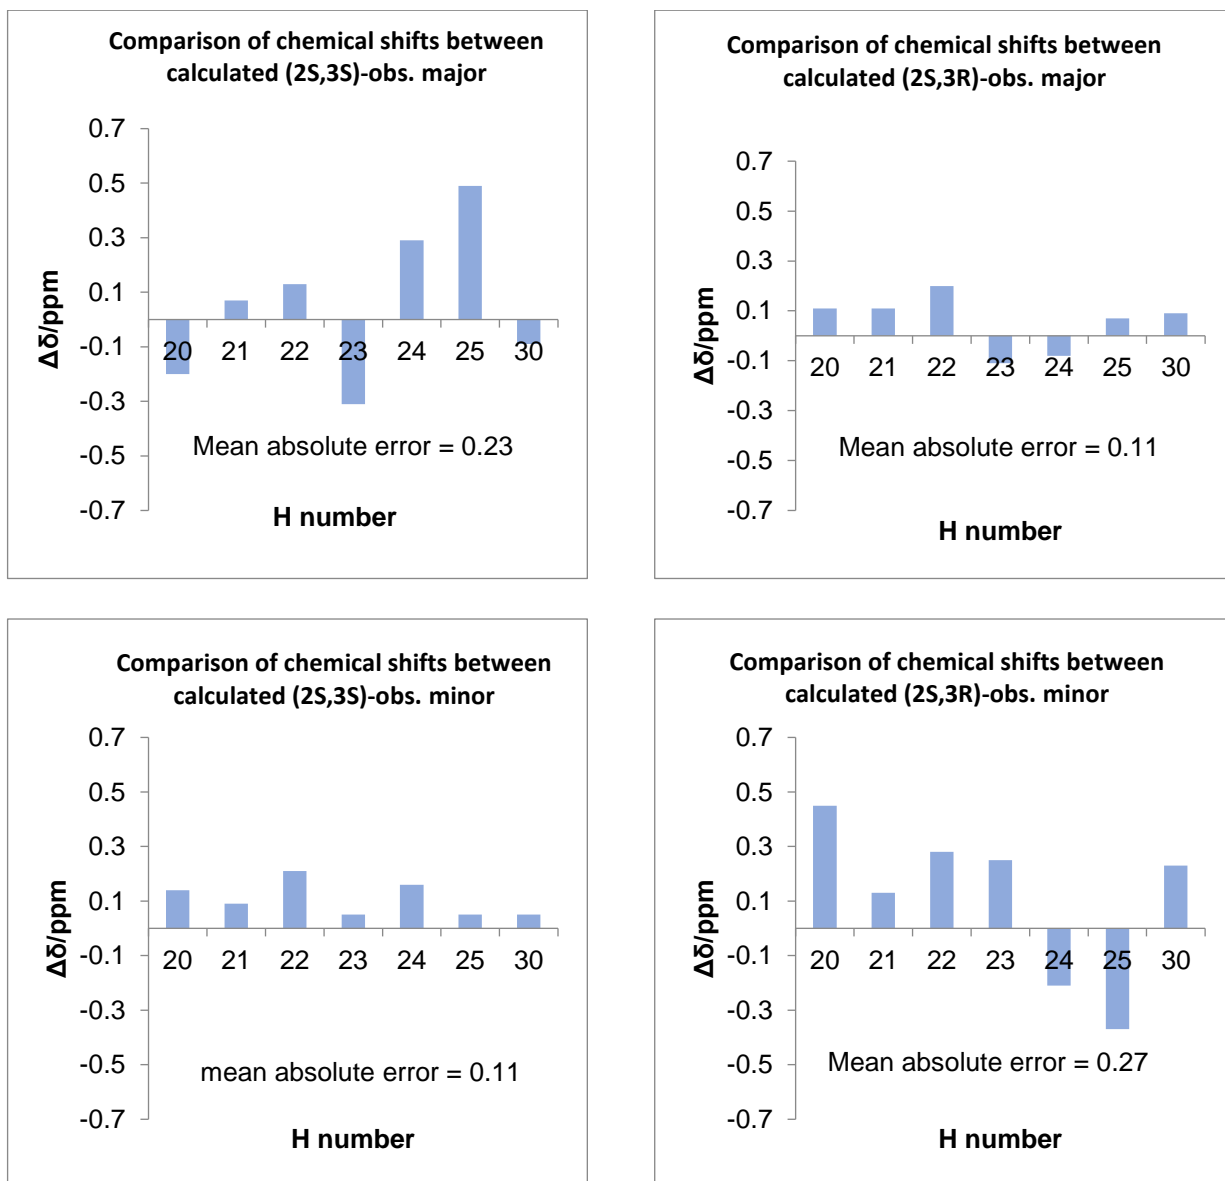 Comparison of chemical shifts between
calculated (2S,3S)-obs. major
0.7
0.5
0.3
0.1
-0.1
-0.3
-0.5
-0.7
Δδ/ppm
20 21 22 23 24 25 30
Mean absolute error = 0.23
H number
Comparison of chemical shifts between
calculated (2S,3R)-obs. major
0.7
0.5
0.3
0.1
-0.1
-0.3
-0.5
-0.7
Δδ/ppm
20 21 22 23 24 25 30
Mean absolute error = 0.11
H number
Comparison of chemical shifts between
calculated (2S,3S)-obs. minor
0.7
0.5
0.3
0.1
-0.1
-0.3
-0.5
-0.7
Δδ/ppm
20 21 22 23 24 25 30
mean absolute error = 0.11
H number
Comparison of chemical shifts between
calculated (2S,3R)-obs. minor
0.7
0.5
0.3
0.1
-0.1
-0.3
-0.5
-0.7
Δδ/ppm
20 21 22 23 24 25 30
Mean absolute error = 0.27
H number